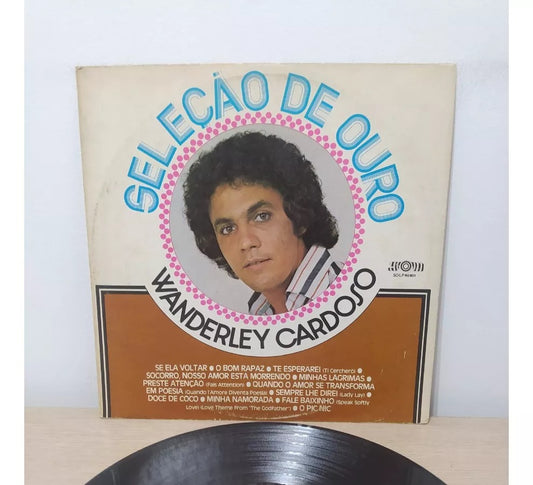 SELEÇÃO DE OURO
WANDERLEY CARDOSO
SE ELA VOLTAR • O BOM RAPAZ • TE ESPERAREI (Ti Cercherò) •
SOCORRO, NOSSO AMOR ESTÁ MORRENDO • MINHAS LÁGRIMAS •
PRESTE ATENÇÃO (Fais Attention) • QUANDO O AMOR SE TRANSFORMA
EM POESIA (Quando l'Amore Diventa Poesia) • SEMPRE LHE DIREI (Lady Lay) •
DOCE DE COCO • MINHA NAMORADA • FALE BAIXINHO (Speak Softly
Love) (Love Theme From "The Godfather") • O PIC NIC